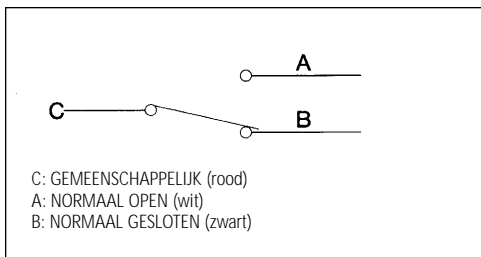 A
C
B
C: GEMEENSCHAPPELIJK (rood)
A: NORMAAL OPEN (wit)
B: NORMAAL GESLOTEN (zwart)